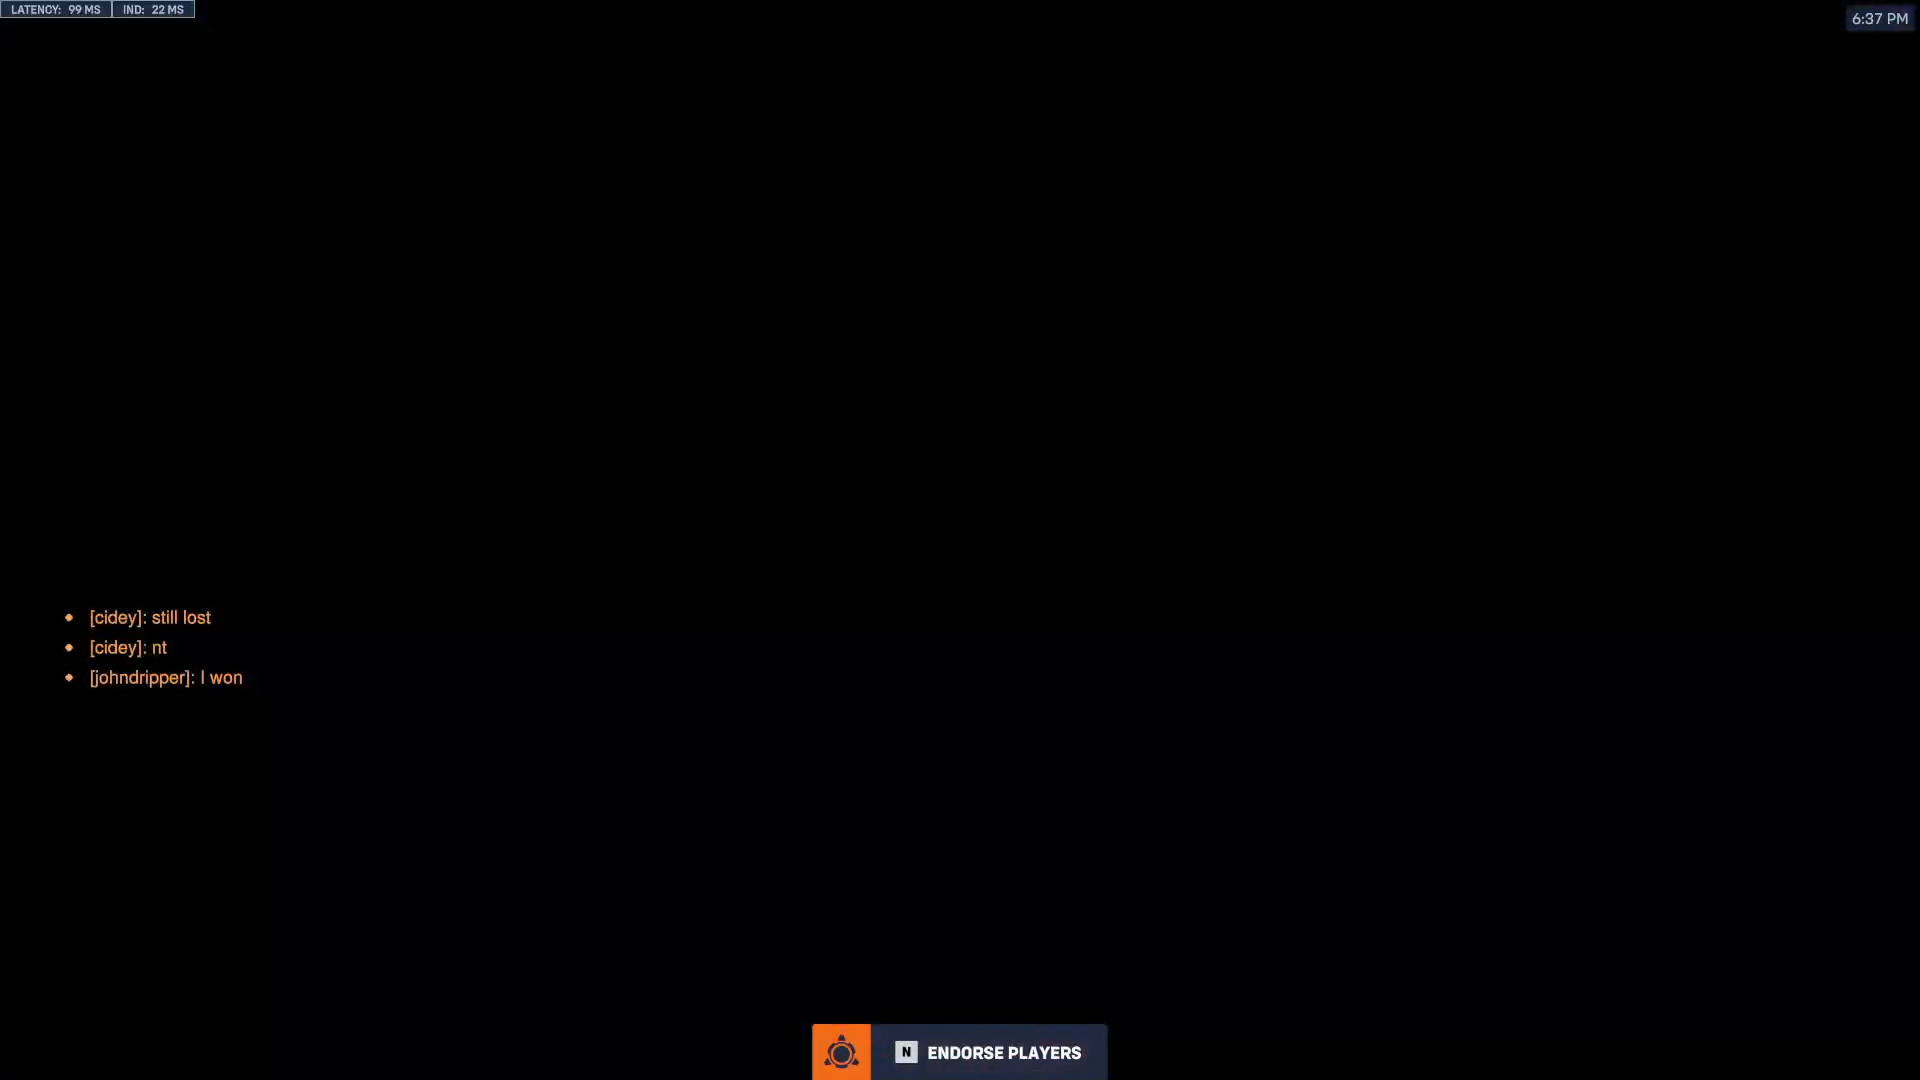 LATENCY: 99 MS IND: 22 MS
6:37 PM
[cidey]: still lost
[cidey]: nt
[johndripper]: I won
N ENDORSE PLAYERS